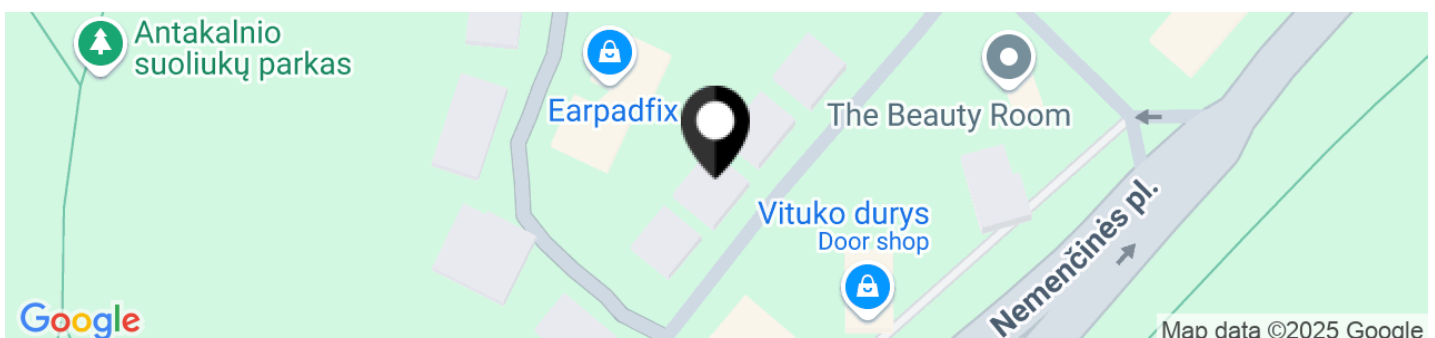 Antakalnio
suoliukų parkas
Earpadfix
The Beauty Room
Vituko durys
Door shop
Nemenčinės pl.
Google
Map data ©2025 Google